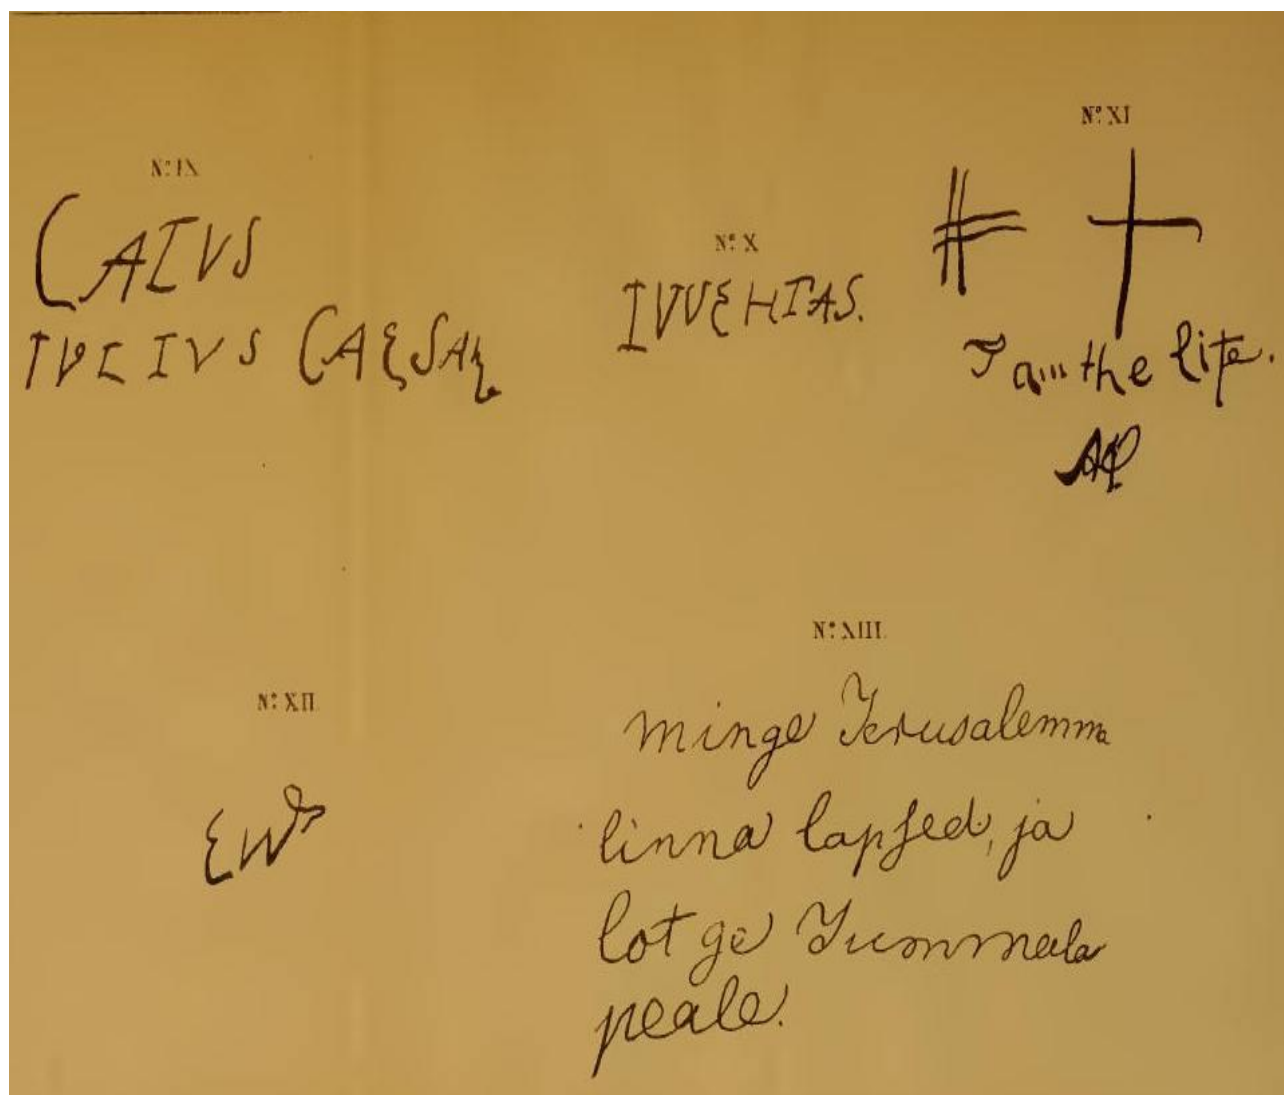 Nº IX
CAIVS
IVLIVS CAESAR
Nº X
IVVEHTAS.
Nº XI
I am the life.
Nº XII
Nº XIII.
minge Jerusalemma
linna lapsed, ja
lotge Jummala
peale.